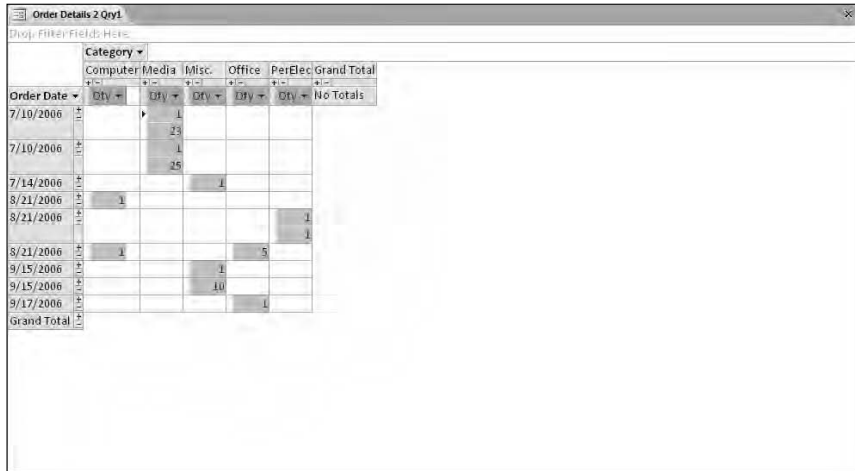 Order Details 2 Qry1
Drop Filter Fields Here
Category
Computer Media Misc. Office PerElec Grand Total
+ - + - + - + - + - + -
Order Date Qty Qty Qty Qty Qty No Totals
7/10/2006 1
23
7/10/2006 1
25
7/14/2006 1
8/21/2006 1
8/21/2006 1
1
8/21/2006 1 5
9/15/2006 1
9/15/2006 10
9/17/2006 1
Grand Total